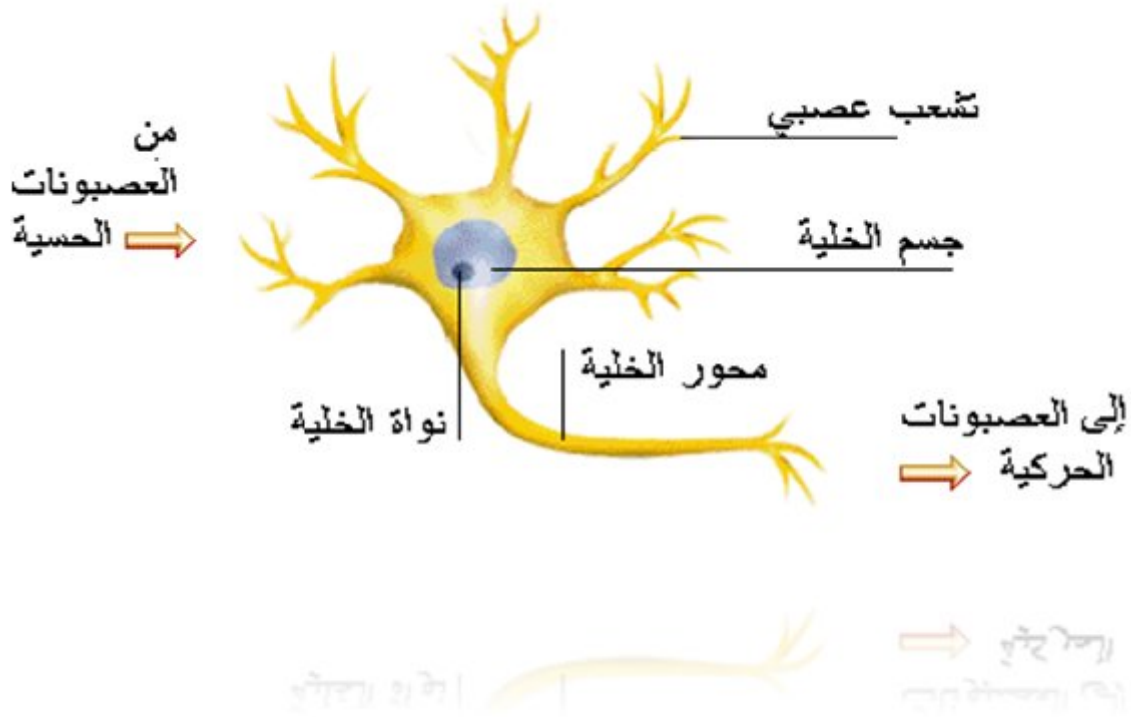 تشعب عصبي
من
العصبونات
الحسية
جسم الخلية
محور الخلية
نواة الخلية
إلى العصبونات
الحركية